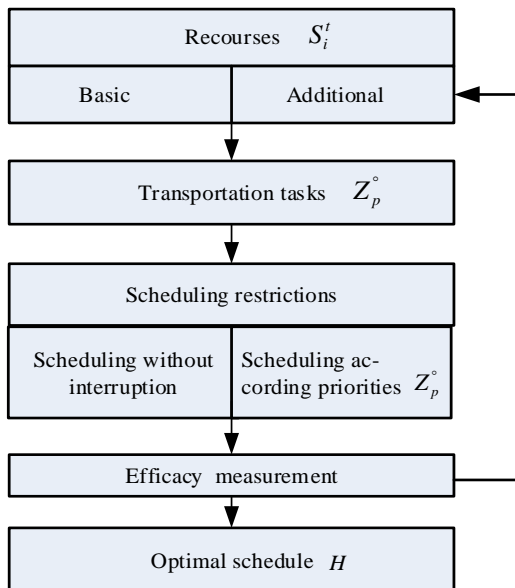 Recourses S_i^t
Basic
Additional
Transportation tasks Z_p^°
Scheduling restrictions
Scheduling without
interruption
Scheduling ac-
cording priorities Z_p^°
Efficacy measurement
Optimal schedule H